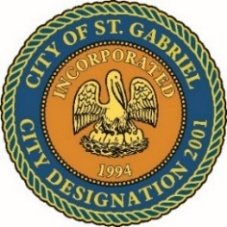 CITY OF ST. GABRIEL
INCORPORATED
1994
CITY DESIGNATION 2001